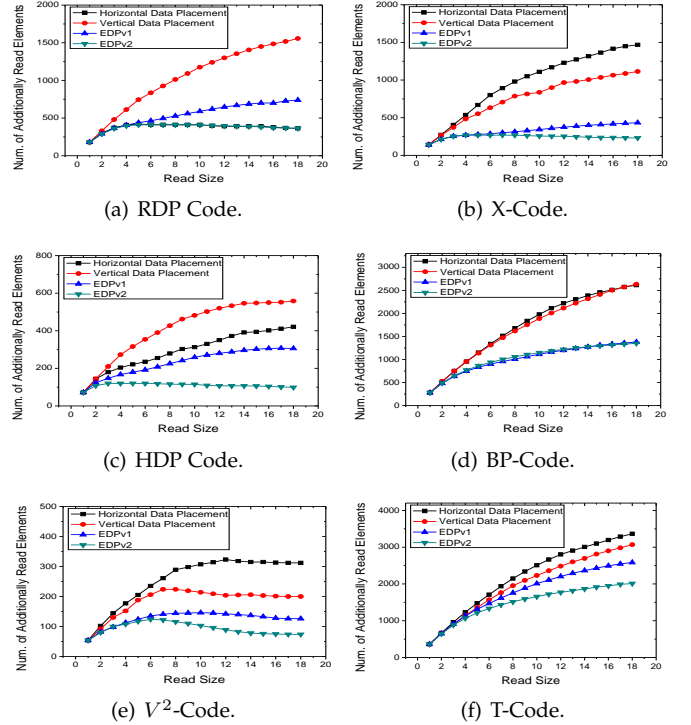 Num. of Additionally Read Elements
2000
1500
1000
500
0
Horizontal Data Placement
Vertical Data Placement
EDPv1
EDPv2
0 2 4 6 8 10 12 14 16 18 20
Read Size
(a) RDP Code.
Num. of Additionally Read Elements
2000
1500
1000
500
0
Horizontal Data Placement
Vertical Data Placement
EDPv1
EDPv2
0 2 4 6 8 10 12 14 16 18 20
Read Size
(b) X-Code.
Num. of Additionally Read Elements
800
600
400
200
0
Horizontal Data Placement
Vertical Data Placement
EDPv1
EDPv2
0 2 4 6 8 10 12 14 16 18 20
Read Size
(c) HDP Code.
Num. of Additionally Read Elements
3000
2500
2000
1500
1000
500
0
Horizontal Data Placement
Vertical Data Placement
EDPv1
EDPv2
0 2 4 6 8 10 12 14 16 18 20
Read Size
(d) BP-Code.
Num. of Additionally Read Elements
500
400
300
200
100
0
Horizontal Data Placement
Vertical Data Placement
EDPv1
EDPv2
0 2 4 6 8 10 12 14 16 18 20
Read Size
(e) V²-Code.
Num. of Additionally Read Elements
4000
3000
2000
1000
0
Horizontal Data Placement
Vertical Data Placement
EDPv1
EDPv2
0 2 4 6 8 10 12 14 16 18 20
Read Size
(f) T-Code.